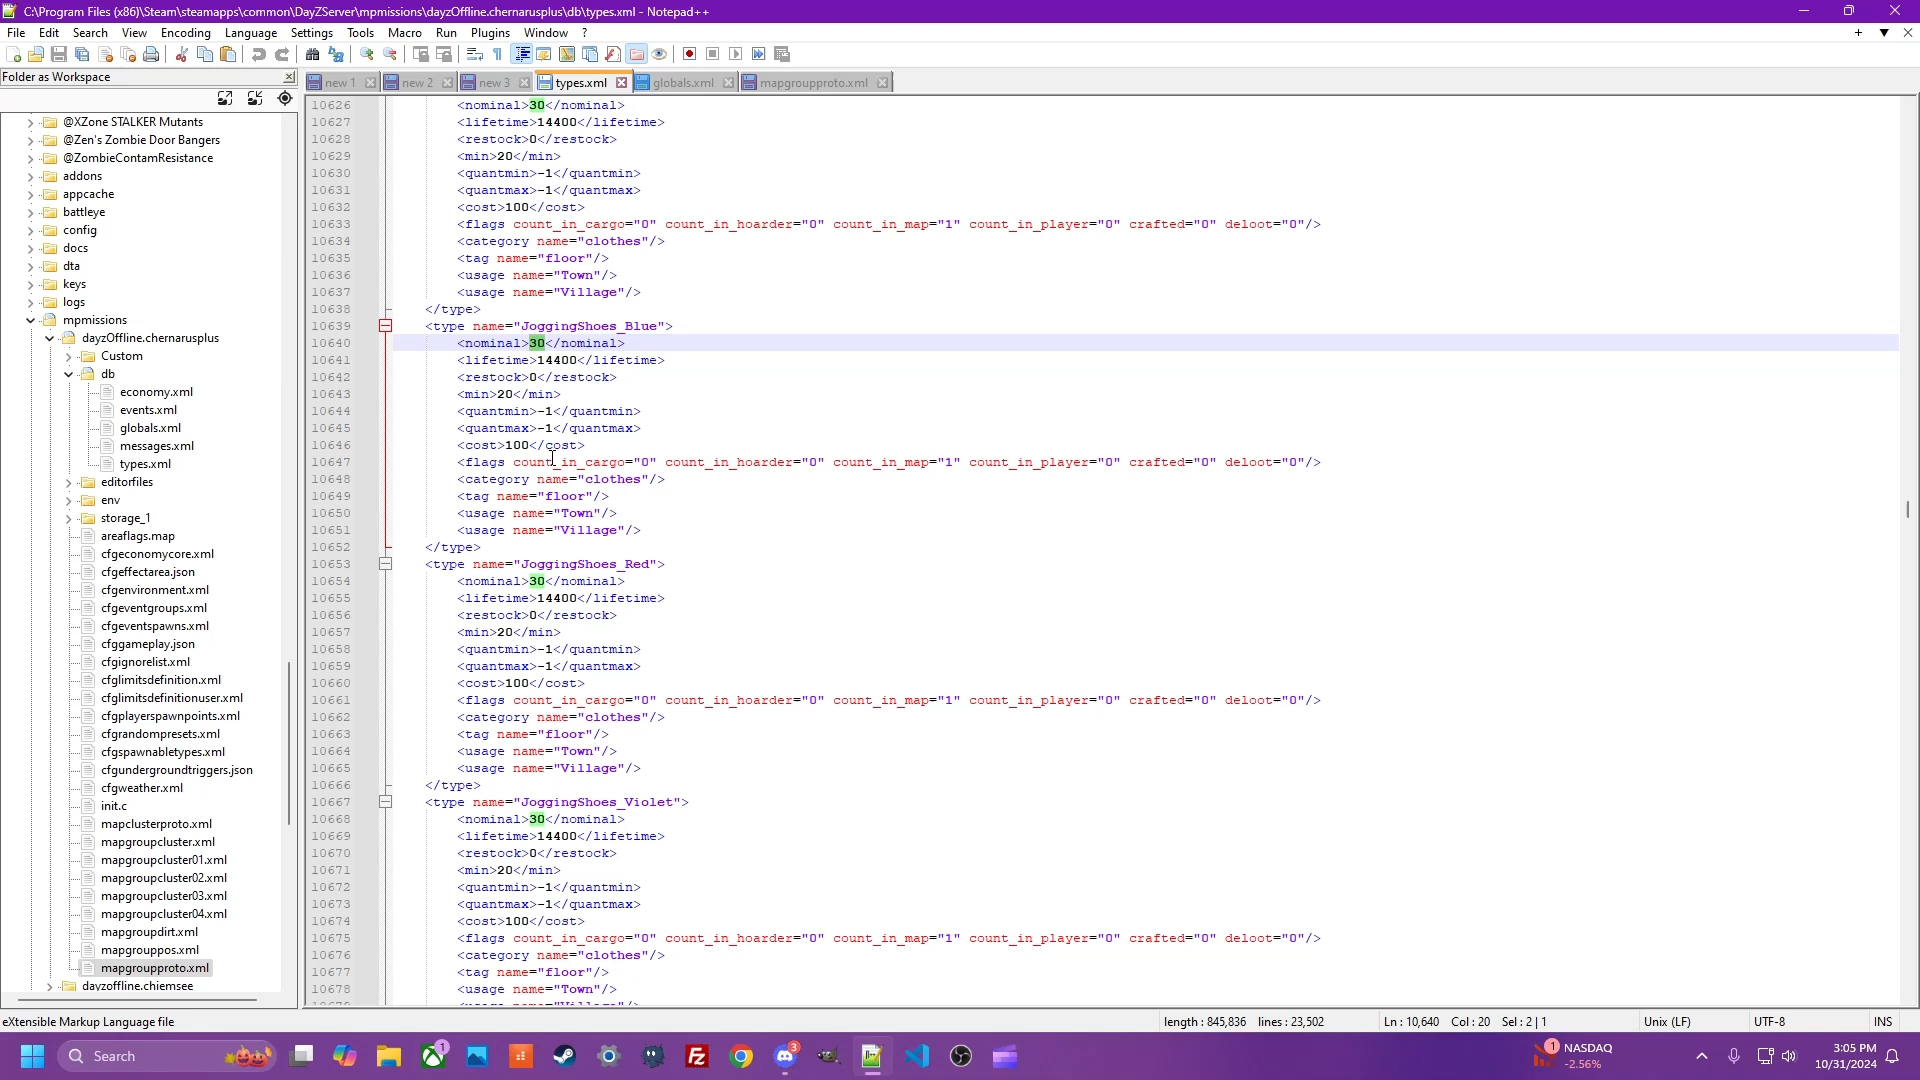 C:\Program Files (x86)\Steam\steamapps\common\DayZServer\mpmissions\dayzOffline.chernarusplus\db\types.xml - Notepad++
File Edit Search View Encoding Language Settings Tools Macro Run Plugins Window ?
Folder as Workspace
new 1 new 2 new 3 types.xml globals.xml mapgroupproto.xml
@XZone STALKER Mutants
@Zen's Zombie Door Bangers
@ZombieContamResistance
addons
appcache
battleye
config
docs
dta
keys
logs
mpmissions
dayzOffline.chernarusplus
Custom
db
economy.xml
events.xml
globals.xml
messages.xml
types.xml
editorfiles
env
storage_1
areaflags.map
cfgeconomycore.xml
cfgeffectarea.json
cfgenvironment.xml
cfgeventgroups.xml
cfgeventspawns.xml
cfggameplay.json
cfgignorelist.xml
cfglimitsdefinition.xml
cfglimitsdefinitionuser.xml
cfgplayerspawnpoints.xml
cfgrandompresets.xml
cfgspawnabletypes.xml
cfgundergroundtriggers.json
cfgweather.xml
init.c
mapclusterproto.xml
mapgroupcluster.xml
mapgroupcluster01.xml
mapgroupcluster02.xml
mapgroupcluster03.xml
mapgroupcluster04.xml
mapgroupdirt.xml
mapgrouppos.xml
mapgroupproto.xml
dayzoffline.chiemsee
10626 <nominal>30</nominal>
10627 <lifetime>14400</lifetime>
10628 <restock>0</restock>
10629 <min>20</min>
10630 <quantmin>-1</quantmin>
10631 <quantmax>-1</quantmax>
10632 <cost>100</cost>
10633 <flags count_in_cargo="0" count_in_hoarder="0" count_in_map="1" count_in_player="0" crafted="0" deloot="0"/>
10634 <category name="clothes"/>
10635 <tag name="floor"/>
10636 <usage name="Town"/>
10637 <usage name="Village"/>
10638 </type>
10639 <type name="JoggingShoes_Blue">
10640 <nominal>30</nominal>
10641 <lifetime>14400</lifetime>
10642 <restock>0</restock>
10643 <min>20</min>
10644 <quantmin>-1</quantmin>
10645 <quantmax>-1</quantmax>
10646 <cost>100</cost>
10647 <flags count_in_cargo="0" count_in_hoarder="0" count_in_map="1" count_in_player="0" crafted="0" deloot="0"/>
10648 <category name="clothes"/>
10649 <tag name="floor"/>
10650 <usage name="Town"/>
10651 <usage name="Village"/>
10652 </type>
10653 <type name="JoggingShoes_Red">
10654 <nominal>30</nominal>
10655 <lifetime>14400</lifetime>
10656 <restock>0</restock>
10657 <min>20</min>
10658 <quantmin>-1</quantmin>
10659 <quantmax>-1</quantmax>
10660 <cost>100</cost>
10661 <flags count_in_cargo="0" count_in_hoarder="0" count_in_map="1" count_in_player="0" crafted="0" deloot="0"/>
10662 <category name="clothes"/>
10663 <tag name="floor"/>
10664 <usage name="Town"/>
10665 <usage name="Village"/>
10666 </type>
10667 <type name="JoggingShoes_Violet">
10668 <nominal>30</nominal>
10669 <lifetime>14400</lifetime>
10670 <restock>0</restock>
10671 <min>20</min>
10672 <quantmin>-1</quantmin>
10673 <quantmax>-1</quantmax>
10674 <cost>100</cost>
10675 <flags count_in_cargo="0" count_in_hoarder="0" count_in_map="1" count_in_player="0" crafted="0" deloot="0"/>
10676 <category name="clothes"/>
10677 <tag name="floor"/>
10678 <usage name="Town"/>
eXtensible Markup Language file length : 845,836 lines : 23,502 Ln : 10,640 Col : 20 Sel : 2 | 1 Unix (LF) UTF-8 INS
Search 1 3 1 NASDAQ 3:05 PM
-2.56% 10/31/2024